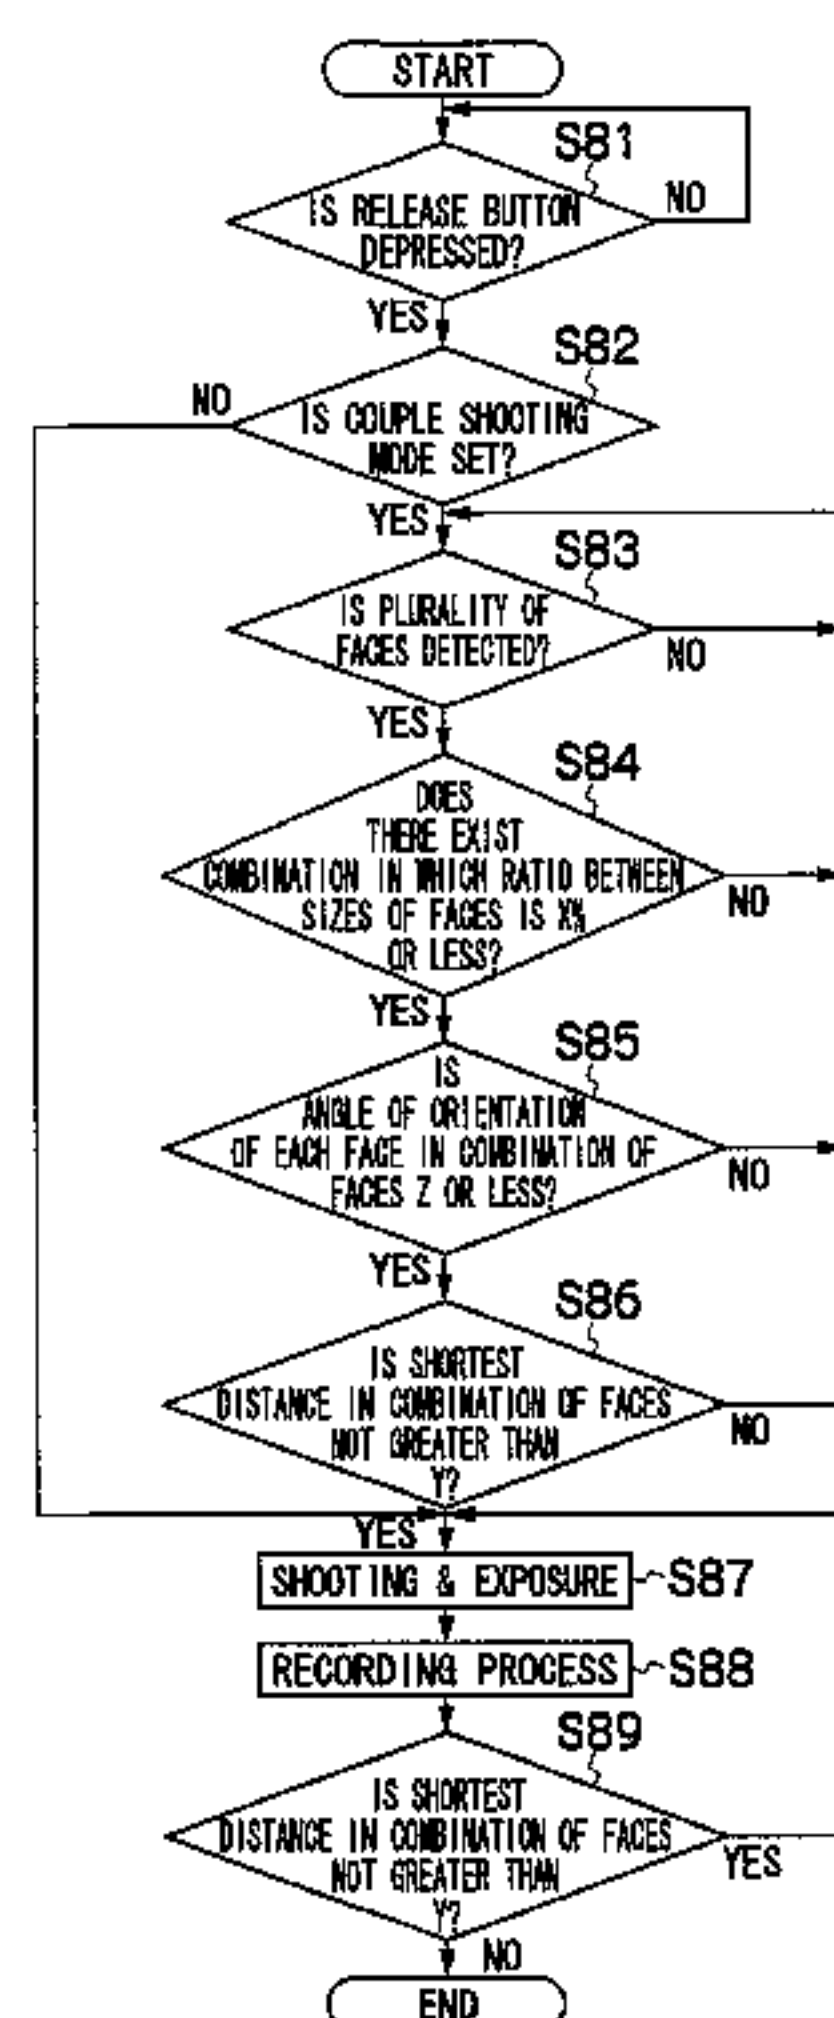 START
S81
IS RELEASE BUTTON
DEPRESSED?
NO
YES
S82
NO
IS COUPLE SHOOTING
MODE SET?
YES
S83
IS PLURALITY OF
FACES DETECTED?
NO
YES
S84
DOES
THERE EXIST
COMBINATION IN WHICH RATIO BETWEEN
SIZES OF FACES IS X%
OR LESS?
NO
YES
S85
IS
ANGLE OF ORIENTATION
OF EACH FACE IN COMBINATION OF
FACES Z OR LESS?
NO
YES
S86
IS SHORTEST
DISTANCE IN COMBINATION OF FACES
NOT GREATER THAN
Y?
NO
YES
SHOOTING & EXPOSURE
S87
RECORDING PROCESS
S88
S89
IS SHORTEST
DISTANCE IN COMBINATION OF FACES
NOT GREATER THAN
Y?
YES
NO
END